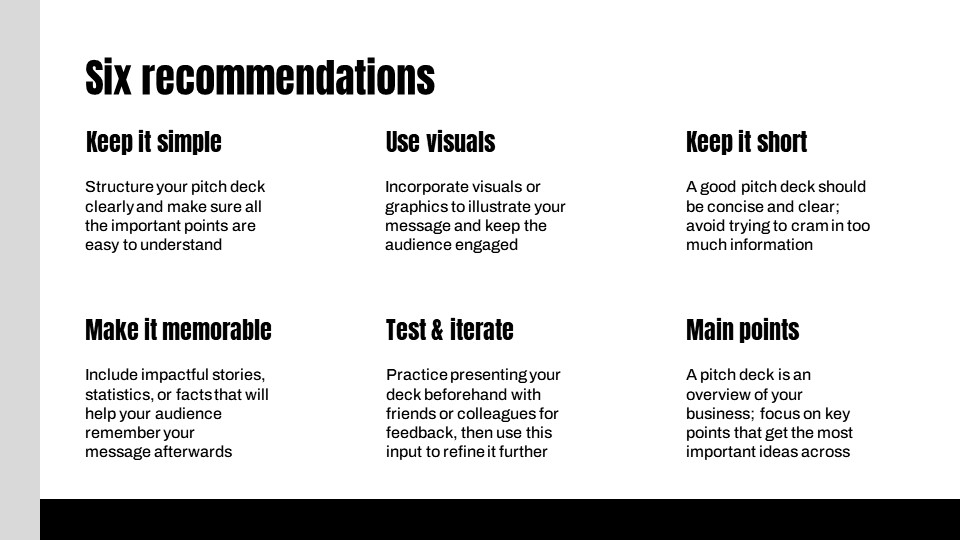 Six recommendations
Keep it simple
Structure your pitch deck
clearly and make sure all
the important points are
easy to understand
Use visuals
Incorporate visuals or
graphics to illustrate your
message and keep the
audience engaged
Keep it short
A good pitch deck should
be concise and clear;
avoid trying to cram in too
much information
Make it memorable
Include impactful stories,
statistics, or facts that will
help your audience
remember your
message afterwards
Test & iterate
Practice presenting your
deck beforehand with
friends or colleagues for
feedback, then use this
input to refine it further
Main points
A pitch deck is an
overview of your
business; focus on key
points that get the most
important ideas across